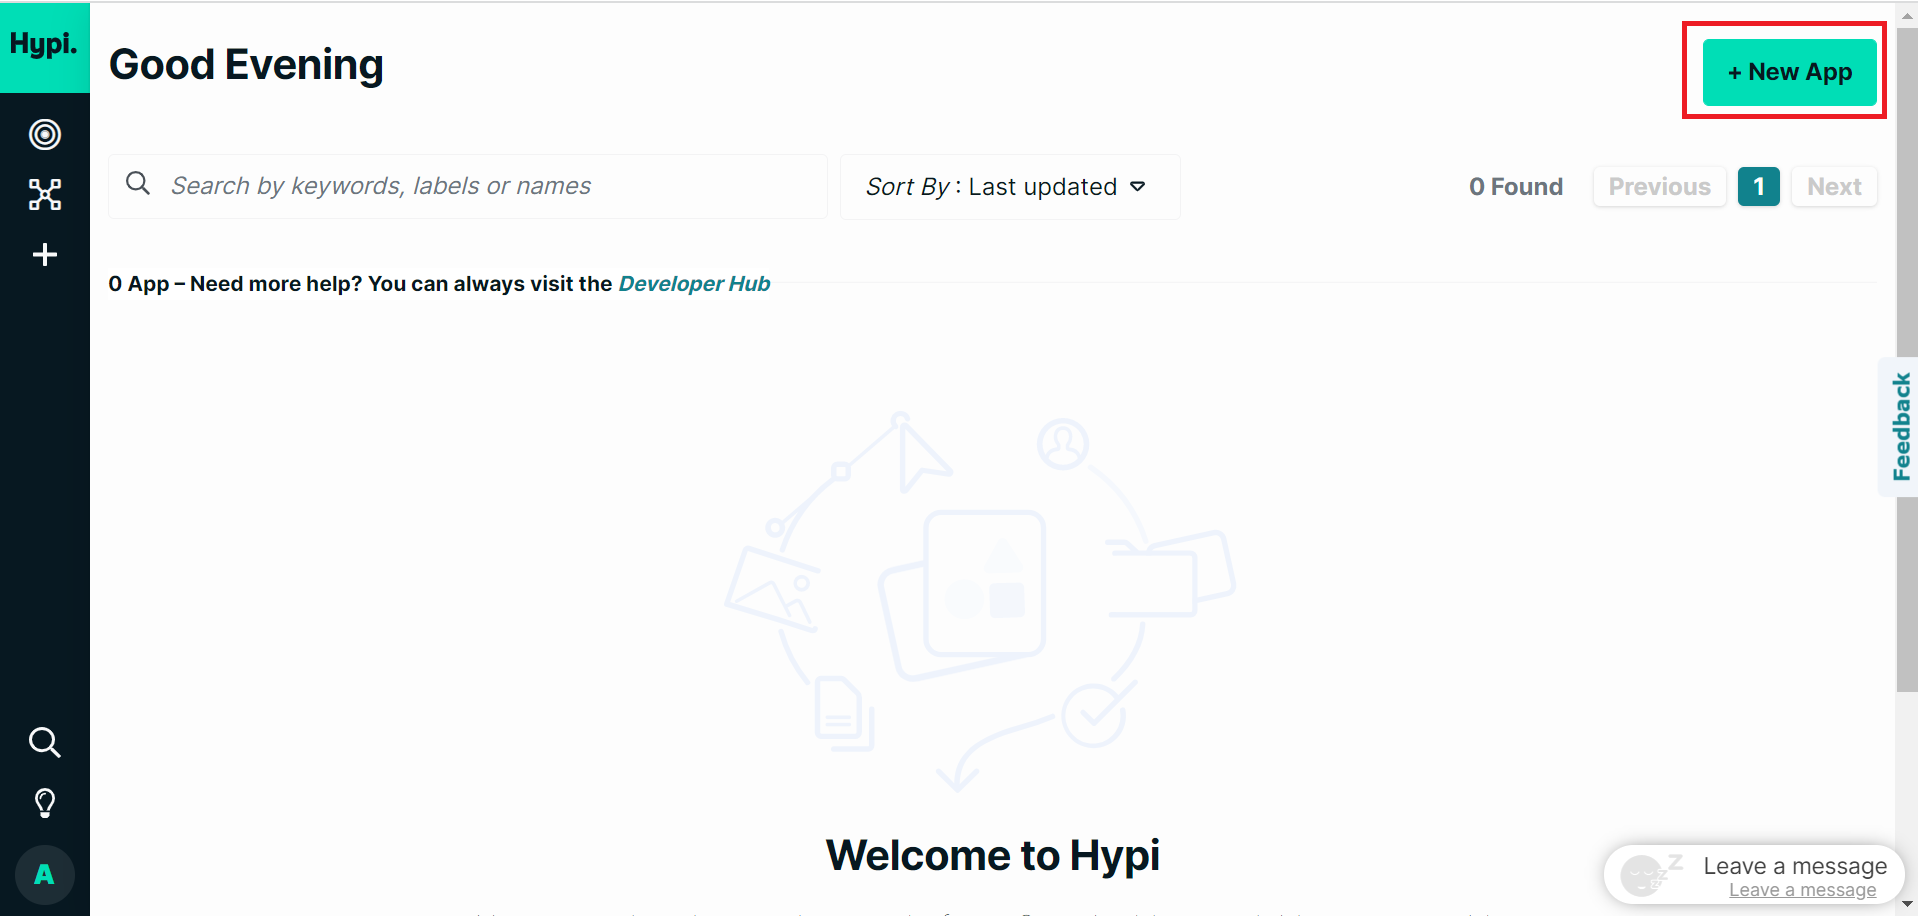 Hypi.
Good Evening
+ New App
Search by keywords, labels or names
Sort By : Last updated
0 Found
Previous
1
Next
0 App – Need more help? You can always visit the Developer Hub
Feedback
Welcome to Hypi
A
z
z
z
z
Leave a message
Leave a message